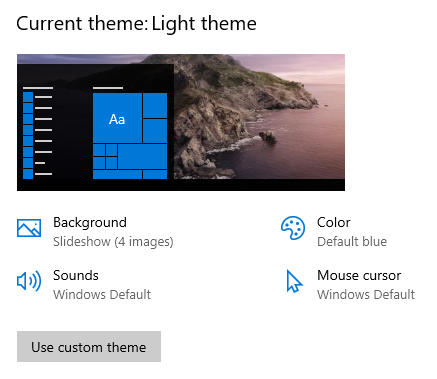 Current theme: Light theme
Aa
Background
Slideshow (4 images)
Color
Default blue
Sounds
Windows Default
Mouse cursor
Windows Default
Use custom theme